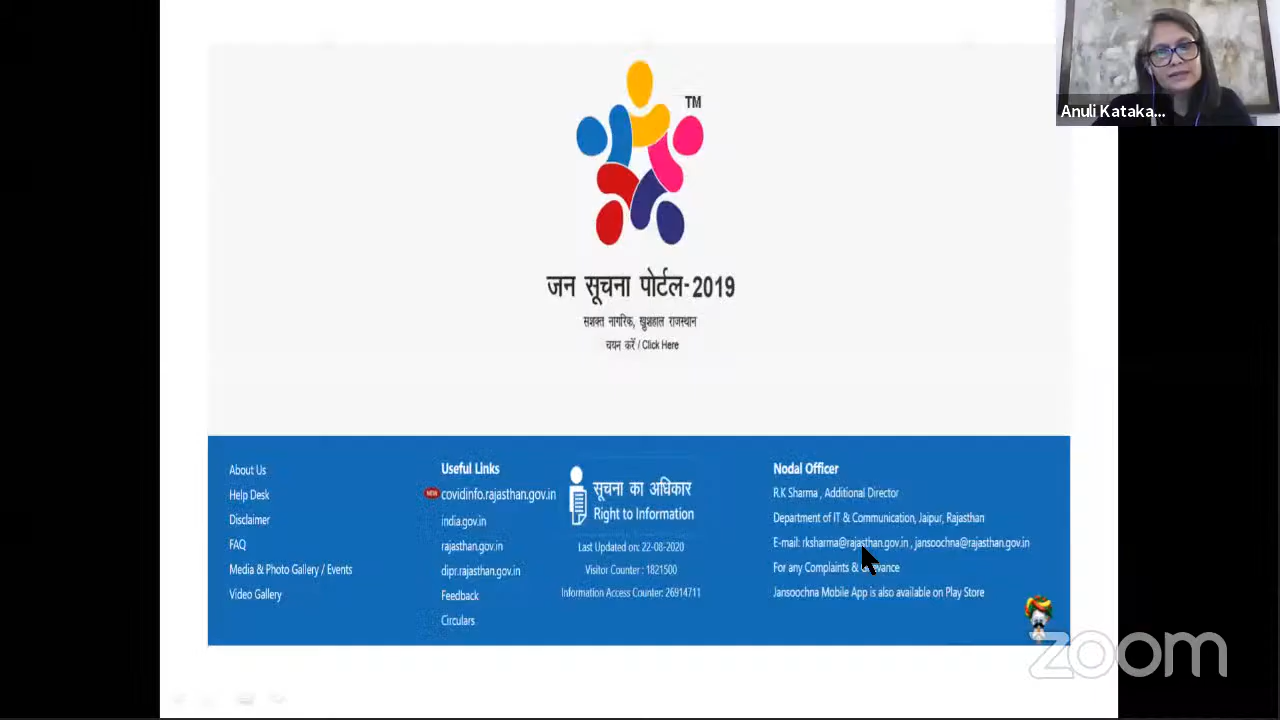 Anuli Kataka...
TM
जन सूचना पोर्टल-2019
सशक्त नागरिक, खुशहाल राजस्थान
चयन करें / Click Here
About Us
Help Desk
Disclaimer
FAQ
Media & Photo Gallery / Events
Video Gallery
Useful Links
NEW covidinfo.rajasthan.gov.in
india.gov.in
rajasthan.gov.in
dipr.rajasthan.gov.in
Feedback
Circulars
सूचना का अधिकार
Right to Information
Last Updated on: 22-08-2020
Visitor Counter : 1821500
Information Access Counter: 26914711
Nodal Officer
R.K Sharma , Additional Director
Department of IT & Communication, Jaipur, Rajasthan
E-mail: rksharma@rajasthan.gov.in , jansoochna@rajasthan.gov.in
For any Complaints &
Jansoochna Mobile App is also available on Play Store
zoom